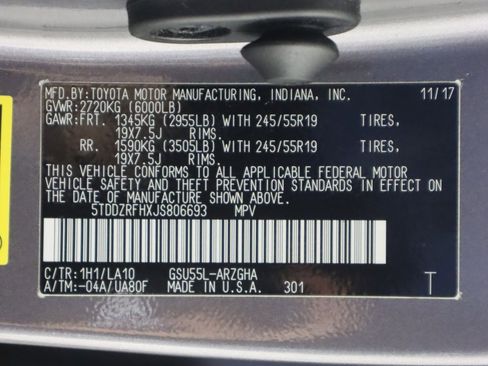 MFD.BY:TOYOTA MOTOR MANUFACTURING, INDIANA, INC. 11/17
GVWR:2720KG (6000LB)
GAWR:FRT. 1345KG (2955LB) WITH 245/55R19 TIRES,
19X7.5J RIMS.
RR. 1590KG (3505LB) WITH 245/55R19 TIRES,
19X7.5J RIMS.
THIS VEHICLE CONFORMS TO ALL APPLICABLE FEDERAL MOTOR
VEHICLE SAFETY AND BUMPER STANDARDS IN EFFECT ON
THE DATE OF MANUFACTURE SHOWN ABOVE.
5TDDZRFHXJS806693 MPV
C/TR:1H1/LA10 GSU55L-ARZGHA
A/TM:-04A/UA80F MADE IN U.S.A. 301 T